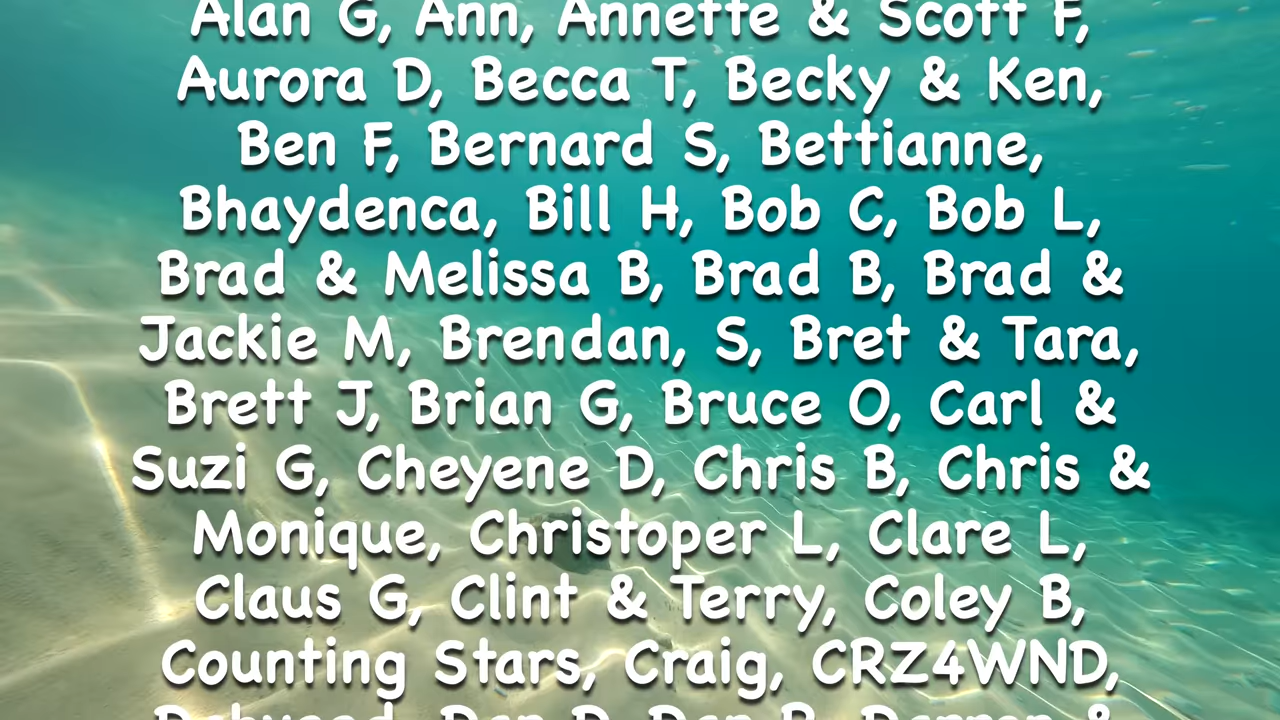 Alan G, Ann, Annette & Scott F,
Aurora D, Becca T, Becky & Ken,
Ben F, Bernard S, Bettianne,
Bhaydenca, Bill H, Bob C, Bob L,
Brad & Melissa B, Brad B, Brad &
Jackie M, Brendan, S, Bret & Tara,
Brett J, Brian G, Bruce O, Carl &
Suzi G, Cheyene D, Chris B, Chris &
Monique, Christoper L, Clare L,
Claus G, Clint & Terry, Coley B,
Counting Stars, Craig, CRZ4WND,